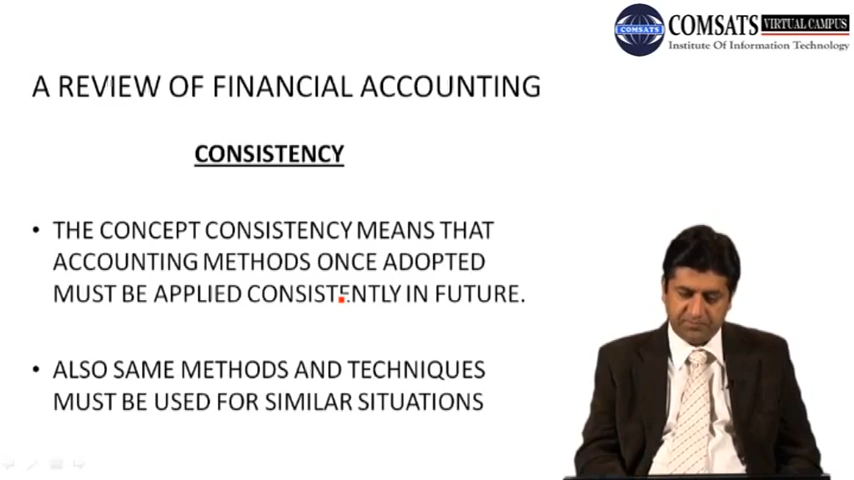 COMSATS VIRTUAL CAMPUS
COMSATS
Institute Of Information Technology
A REVIEW OF FINANCIAL ACCOUNTING
CONSISTENCY
• THE CONCEPT CONSISTENCY MEANS THAT
ACCOUNTING METHODS ONCE ADOPTED
MUST BE APPLIED CONSISTENTLY IN FUTURE.
• ALSO SAME METHODS AND TECHNIQUES
MUST BE USED FOR SIMILAR SITUATIONS